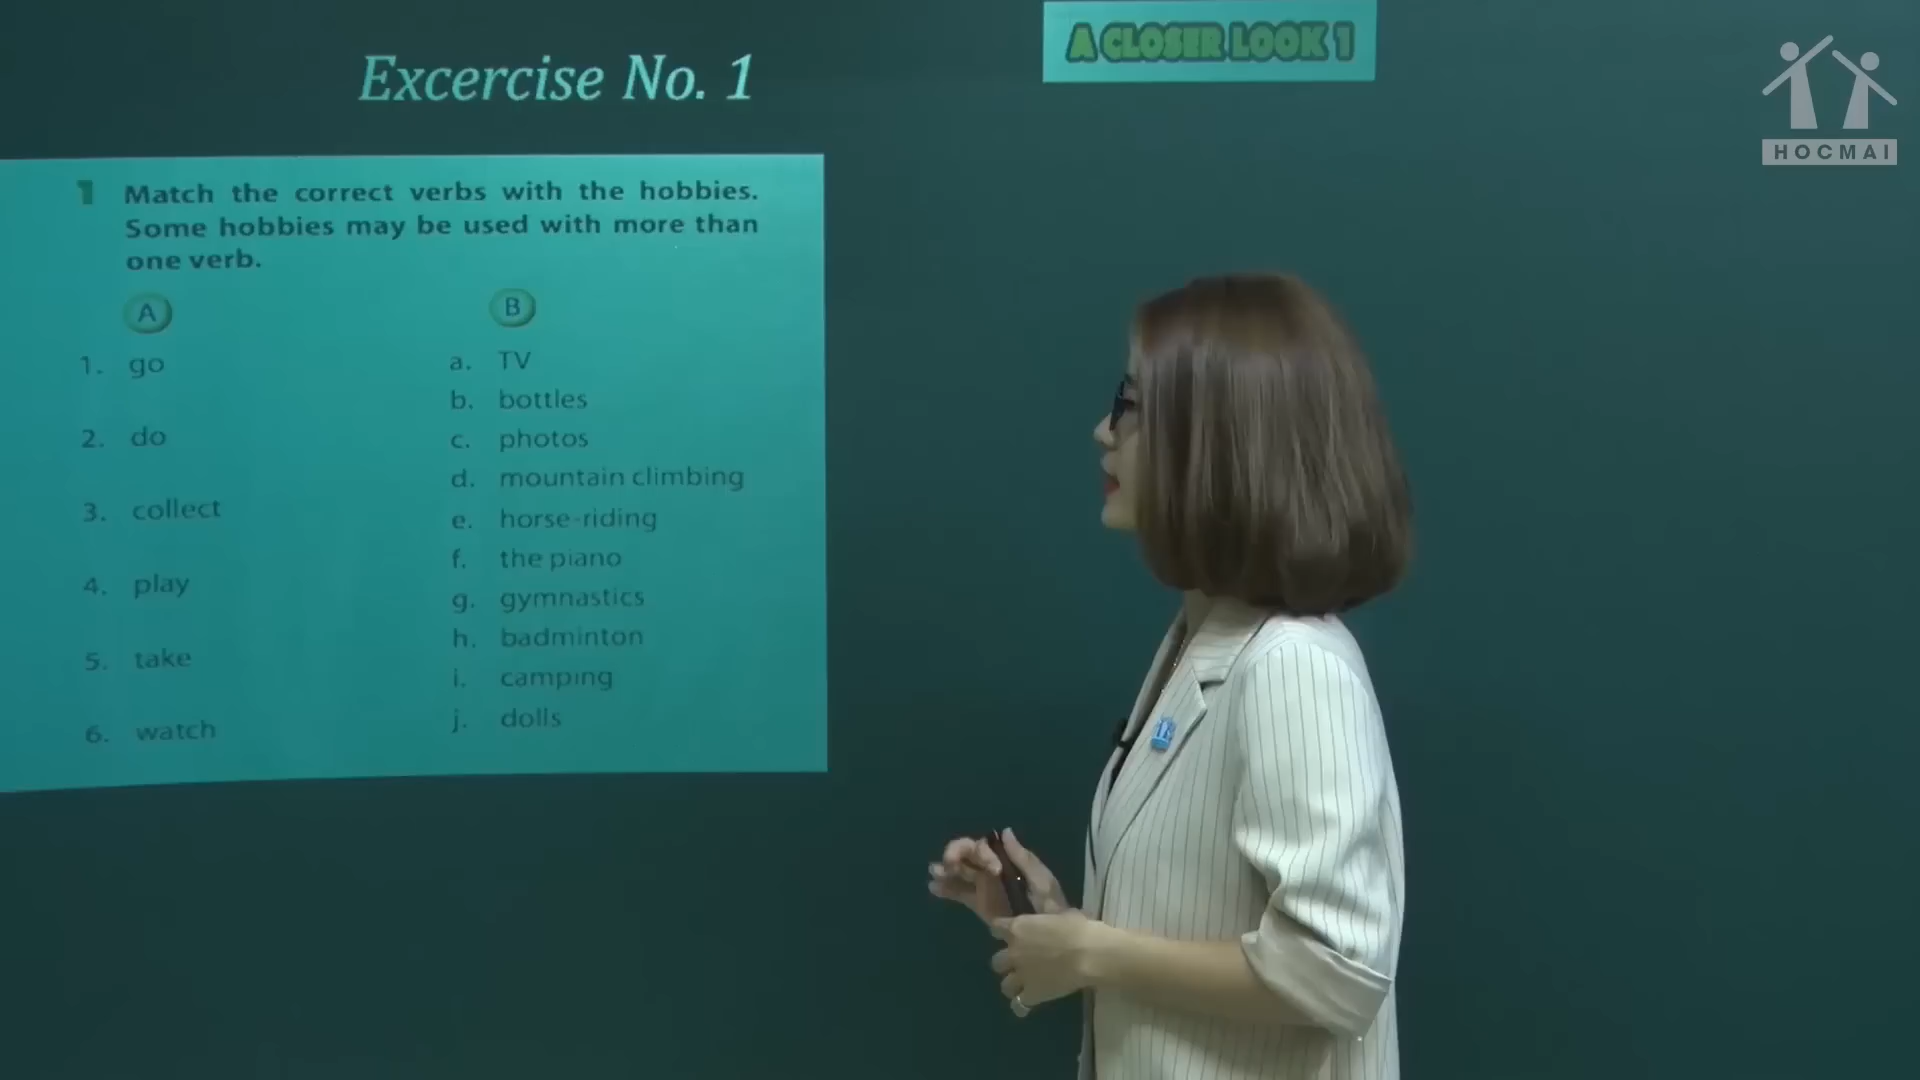 Excercise No. 1
A CLOSER LOOK 1
HOCMAI
1 Match the correct verbs with the hobbies.
Some hobbies may be used with more than
one verb.
A
B
1. go
2. do
3. collect
4. play
5. take
6. watch
a. TV
b. bottles
c. photos
d. mountain climbing
e. horse-riding
f. the piano
g. gymnastics
h. badminton
i. camping
j. dolls